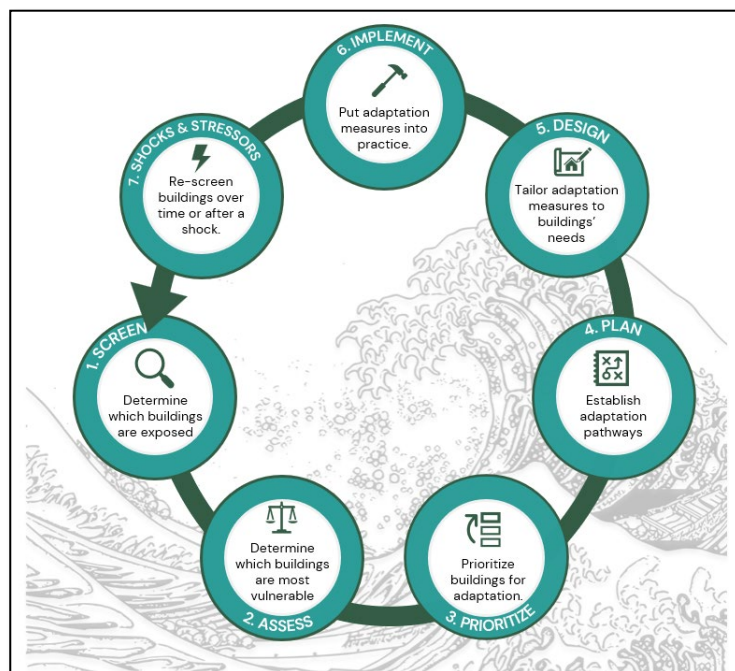 1. SCREEN
Determine
which buildings
are exposed
2. ASSESS
Determine
which buildings
are most
vulnerable
3. PRIORITIZE
Prioritize
buildings for
adaptation.
4. PLAN
Establish
adaptation
pathways
5. DESIGN
Tailor adaptation
measures to
buildings’
needs
6. IMPLEMENT
Put adaptation
measures into
practice.
7. SHOCKS & STRESSORS
Re-screen
buildings over
time or after a
shock.